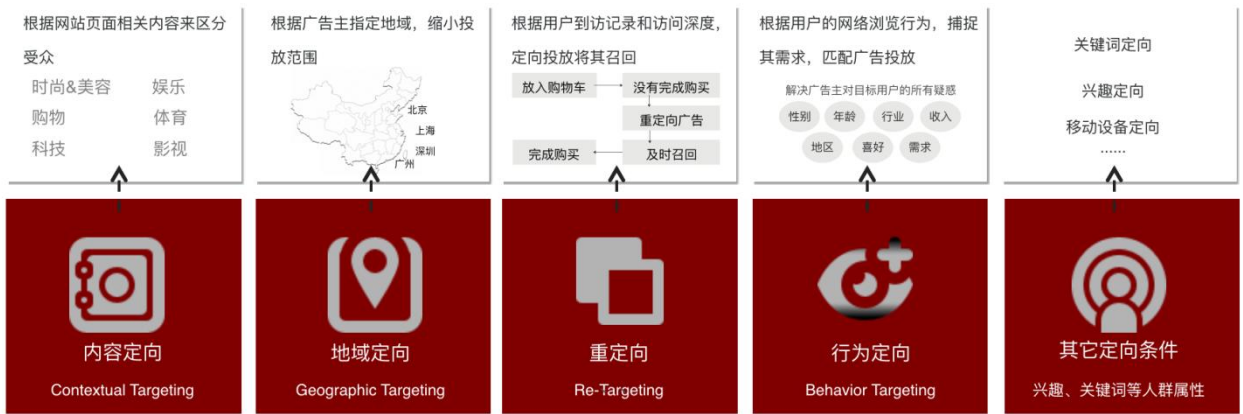 根据网站页面相关内容来区分
受众
时尚&美容 娱乐
购物 体育
科技 影视
内容定向
Contextual Targeting
根据广告主指定地域，缩小投
放范围
北京
上海
深圳
广州
地域定向
Geographic Targeting
根据用户到访记录和访问深度，
定向投放将其召回
放入购物车 没有完成购买
重定向广告
完成购买 及时召回
重定向
Re-Targeting
根据用户的网络浏览行为，捕捉
其需求，匹配广告投放
解决广告主对目标用户的所有疑惑
性别 年龄 行业 收入
地区 喜好 需求
行为定向
Behavior Targeting
关键词定向
兴趣定向
移动设备定向
……
其它定向条件
兴趣、关键词等人群属性